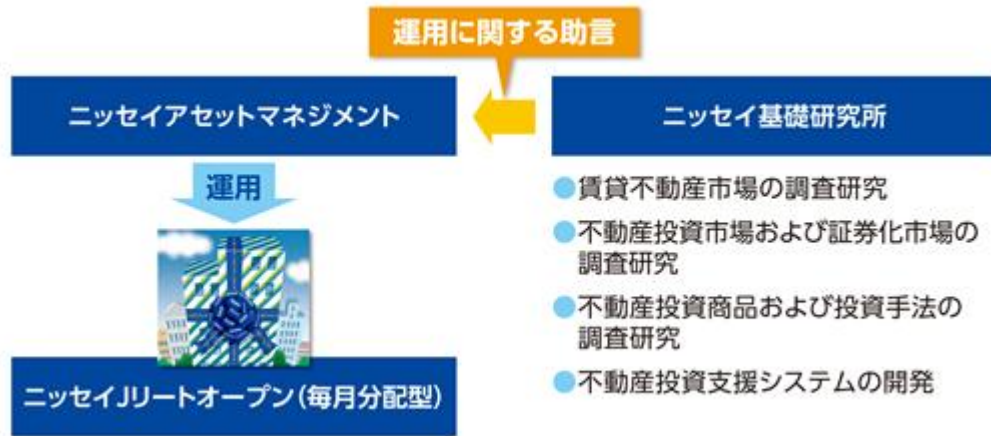 運用に関する助言
ニッセイアセットマネジメント
ニッセイ基礎研究所
運用
ニッセイJリートオープン(毎月分配型)
●賃貸不動産市場の調査研究
●不動産投資市場および証券化市場の
調査研究
●不動産投資商品および投資手法の
調査研究
●不動産投資支援システムの開発